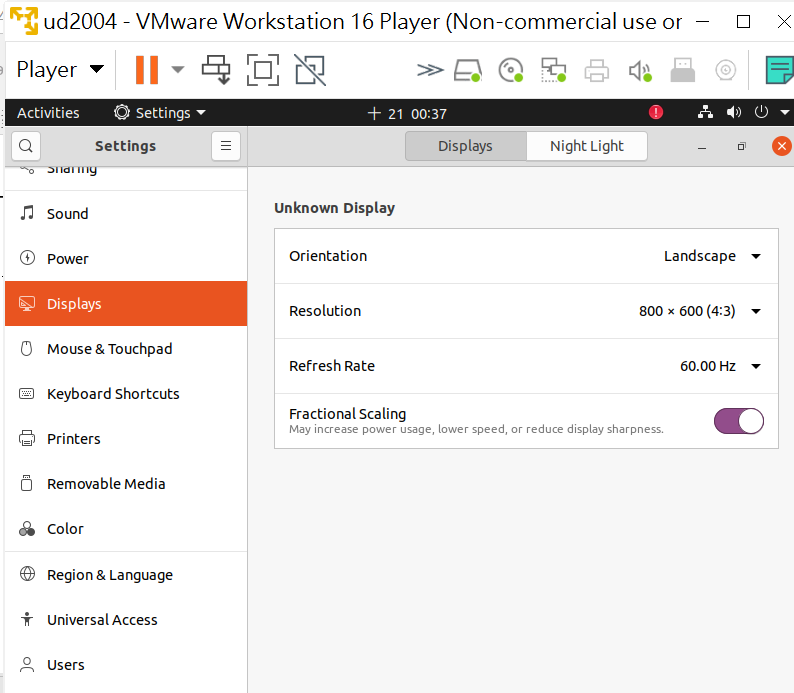 ud2004 - VMware Workstation 16 Player (Non-commercial use or
Player
Activities
Settings
十 21 00:37
Settings
Displays
Night Light
Sharing
Sound
Power
Displays
Mouse & Touchpad
Keyboard Shortcuts
Printers
Removable Media
Color
Region & Language
Universal Access
Users
Unknown Display
Orientation
Landscape
Resolution
800 × 600 (4:3)
Refresh Rate
60.00 Hz
Fractional Scaling
May increase power usage, lower speed, or reduce display sharpness.